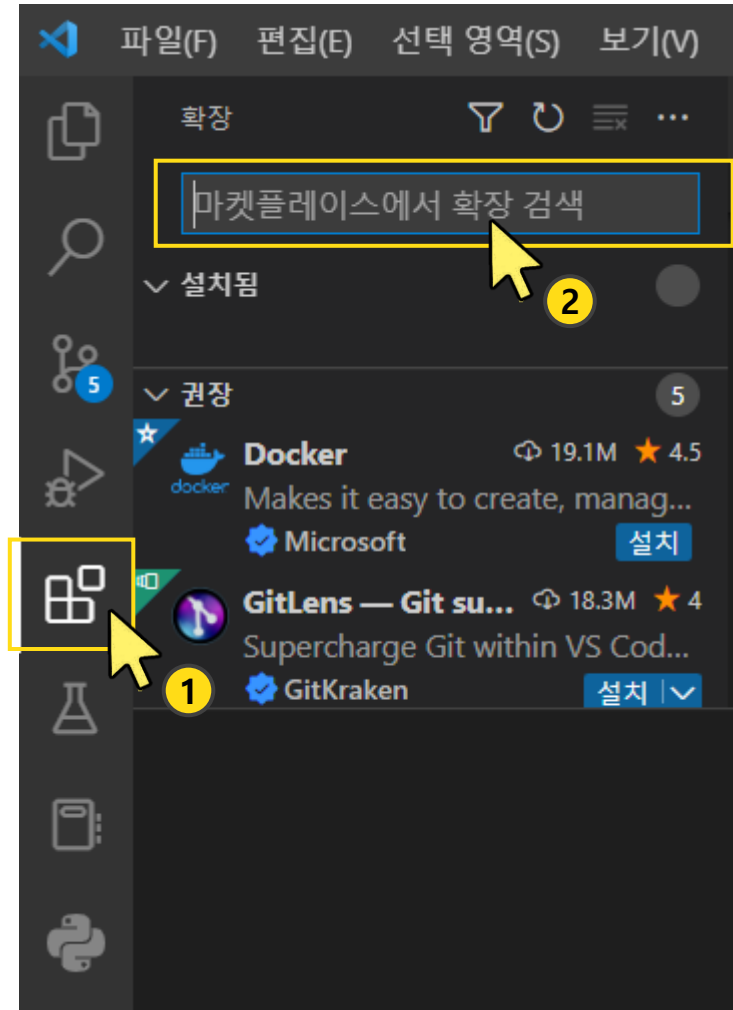 파일(F) 편집(E) 선택 영역(S) 보기(V)
확장
마켓플레이스에서 확장 검색
2
설치됨
5
권장 5
Docker 19.1M 4.5
docker
Makes it easy to create, manag...
Microsoft 설치
GitLens — Git su... 18.3M 4
Supercharge Git within VS Cod...
1
GitKraken 설치